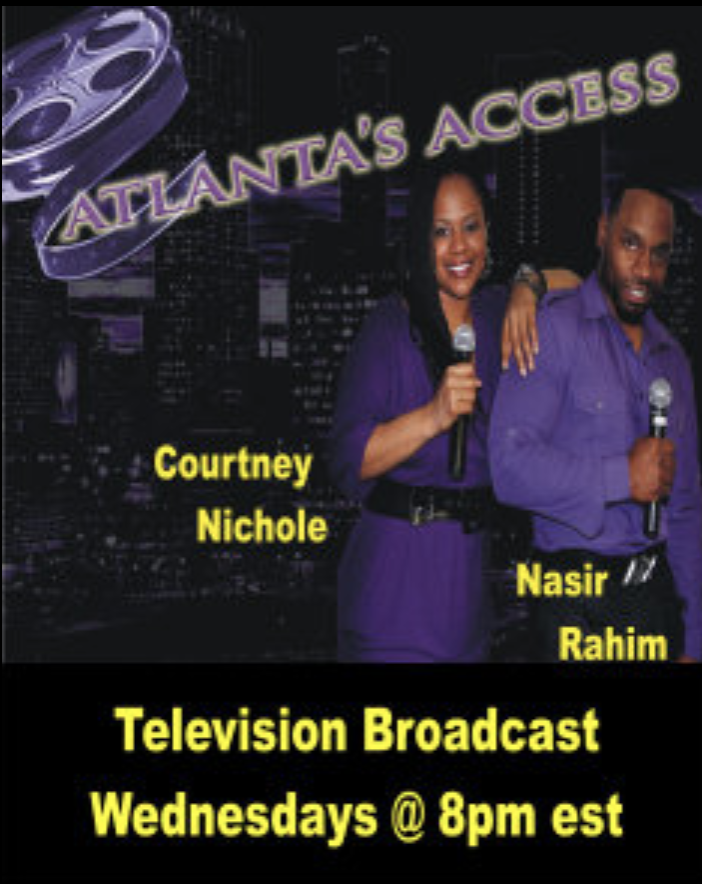 ATLANTA'S ACCESS
Courtney
Nichole
Nasir
Rahim
Television Broadcast
Wednesdays @ 8pm est